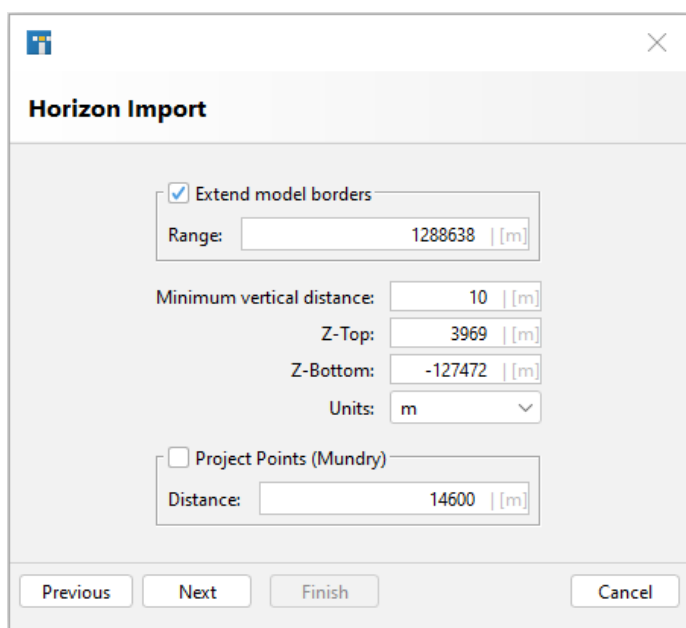 Horizon Import
Extend model borders
Range: 1288638 | [m]
Minimum vertical distance: 10 | [m]
Z-Top: 3969 | [m]
Z-Bottom: -127472 | [m]
Units: m
Project Points (Mundry)
Distance: 14600 | [m]
Previous Next Finish Cancel